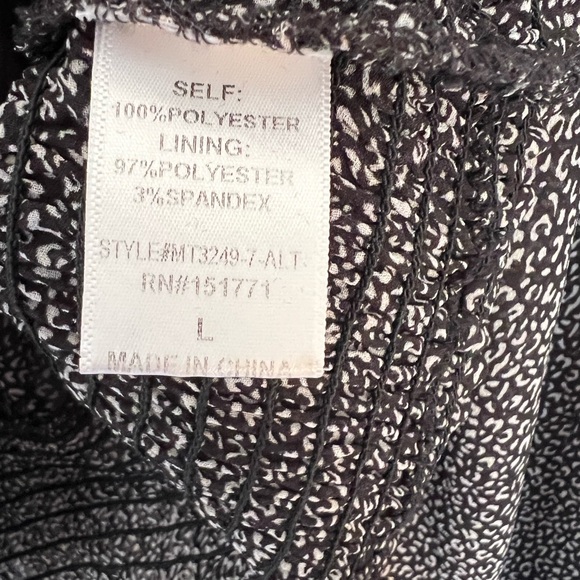 SELF:
100%POLYESTER
LINING:
97%POLYESTER
3%SPANDEX
STYLE#MT3249-7-ALT-
RN#151771
L
MADE IN CHINA